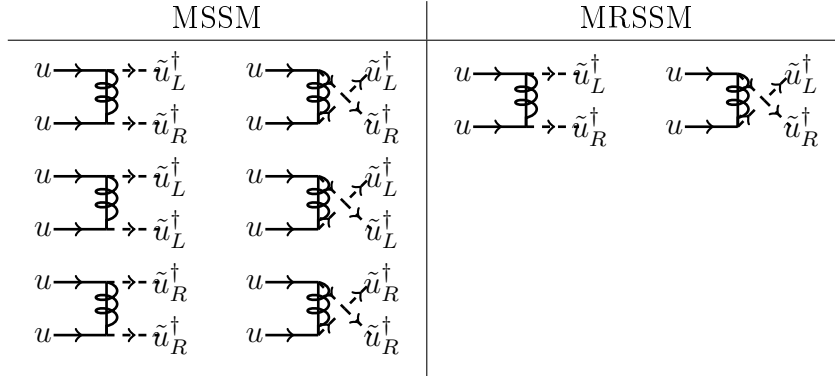 MSSM MRSSM
u ũ_L^† u ũ_L^† u ũ_L^† u ũ_L^†
u ũ_R^† u ũ_R^† u ũ_R^† u ũ_R^†
u ũ_L^† u ũ_L^†
u ũ_L^† u ũ_L^†
u ũ_R^† u ũ_R^†
u ũ_R^† u ũ_R^†